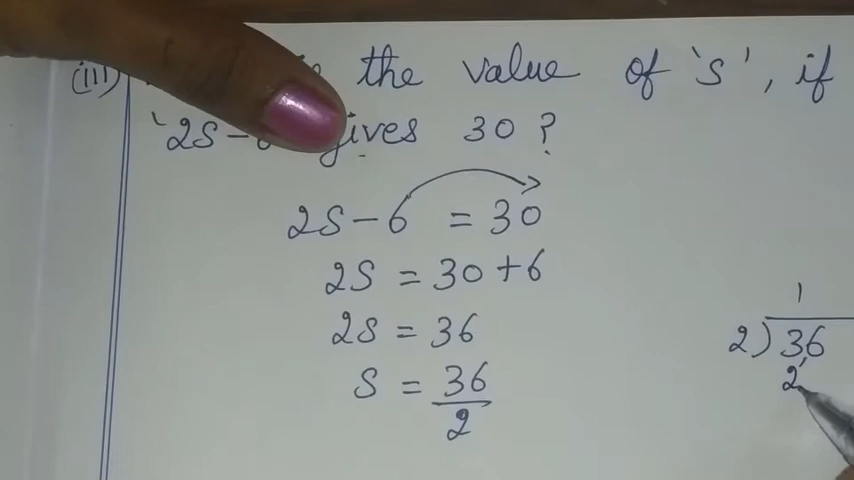 (iii) the value of 's', if
'2S - 6 gives 30 ?
2S - 6 = 30
2S = 30 + 6
2S = 36
S = 36
2
1
2) 36
2